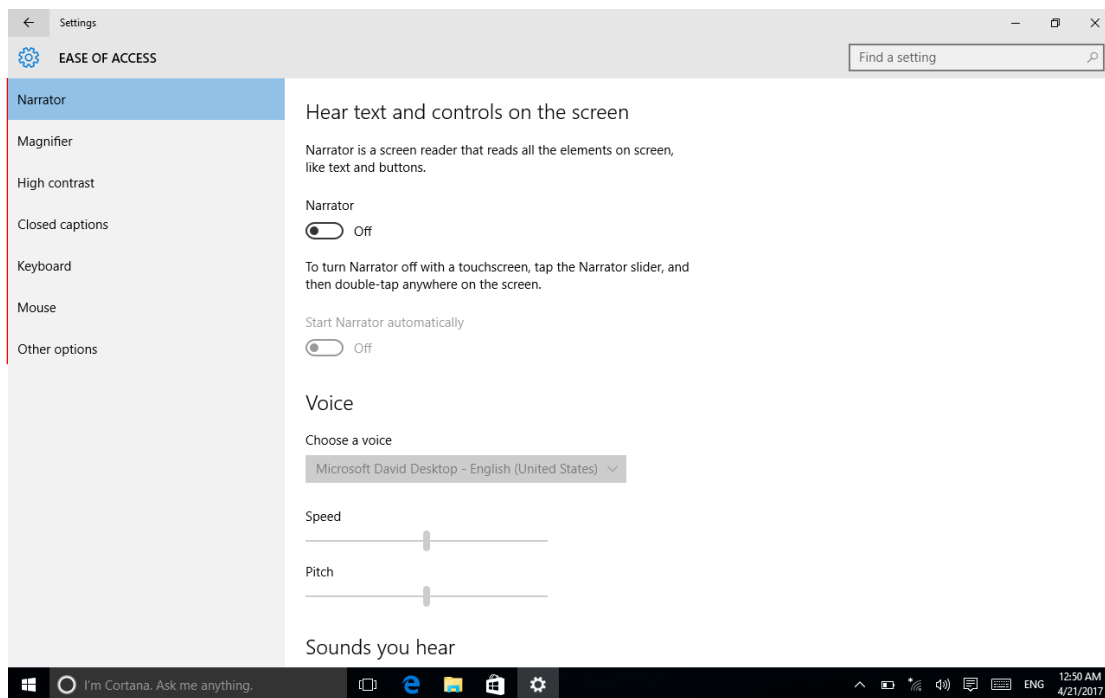 Settings
EASE OF ACCESS
Find a setting
Narrator
Magnifier
High contrast
Closed captions
Keyboard
Mouse
Other options
Hear text and controls on the screen
Narrator is a screen reader that reads all the elements on screen,
like text and buttons.
Narrator
Off
To turn Narrator off with a touchscreen, tap the Narrator slider, and
then double-tap anywhere on the screen.
Start Narrator automatically
Off
Voice
Choose a voice
Microsoft David Desktop - English (United States)
Speed
Pitch
Sounds you hear
I'm Cortana. Ask me anything.
ENG
12:50 AM
4/21/2017